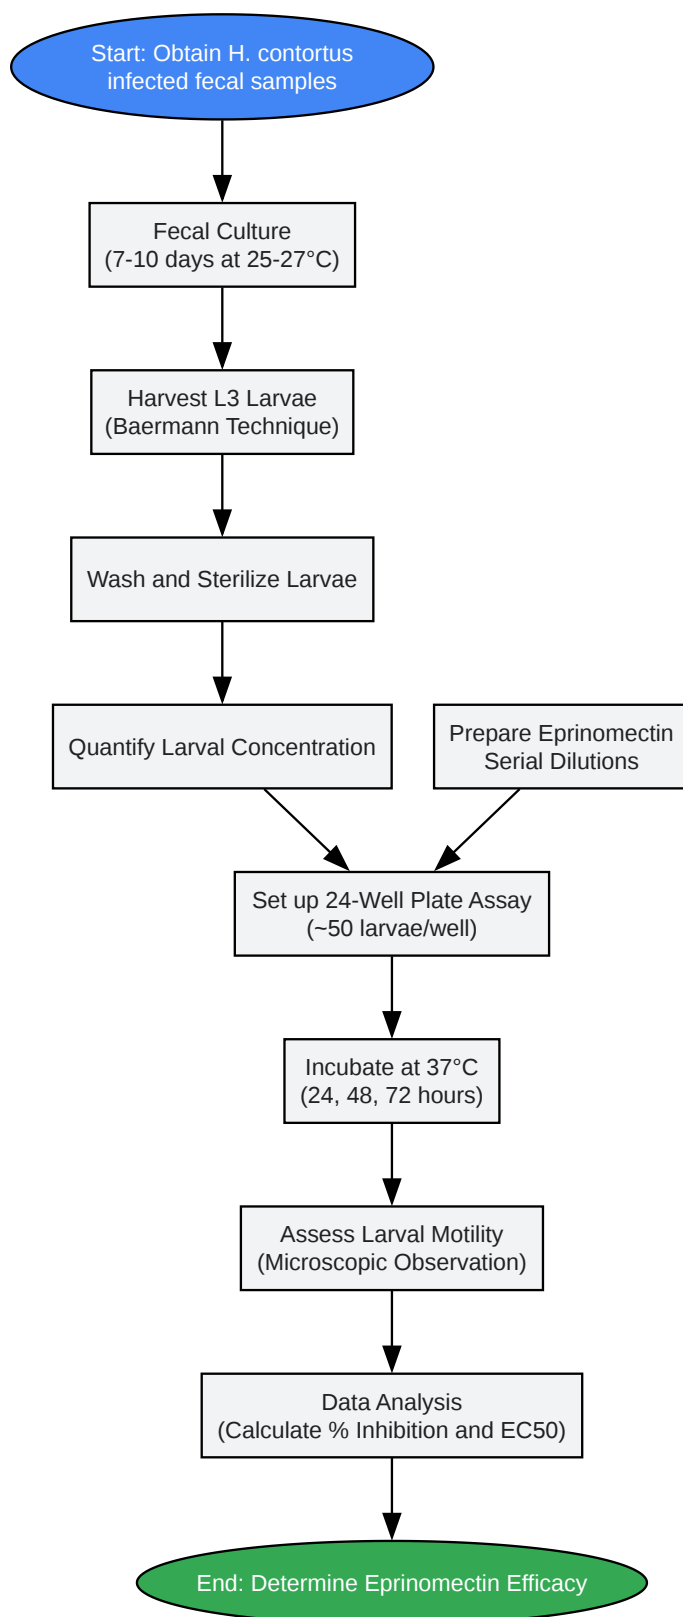 Start: Obtain H. contortus
infected fecal samples
Fecal Culture
(7-10 days at 25-27°C)
Harvest L3 Larvae
(Baermann Technique)
Wash and Sterilize Larvae
Quantify Larval Concentration
Prepare Eprinomectin
Serial Dilutions
Set up 24-Well Plate Assay
(~50 larvae/well)
Incubate at 37°C
(24, 48, 72 hours)
Assess Larval Motility
(Microscopic Observation)
Data Analysis
(Calculate % Inhibition and EC50)
End: Determine Eprinomectin Efficacy